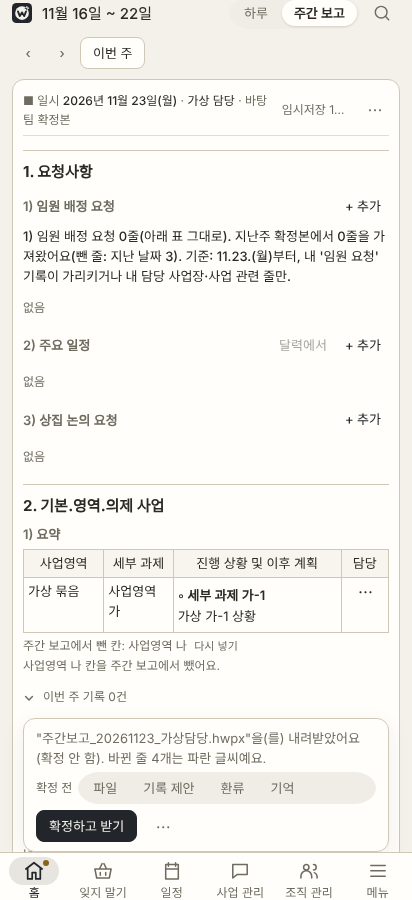 11월 16일 ~ 22일
하루
주간 보고
‹
›
이번 주
■ 일시 2026년 11월 23일(월) · 가상 담당 · 바탕
팀 확정본
임시저장 1...
···
1. 요청사항
1) 임원 배정 요청
+ 추가
1) 임원 배정 요청 0줄(아래 표 그대로). 지난주 확정본에서 0줄을 가
져왔어요(뺀 줄: 지난 날짜 3). 기준: 11.23.(월)부터, 내 '임원 요청'
기록이 가리키거나 내 담당 사업장·사업 관련 줄만.
없음
2) 주요 일정
달력에서
+ 추가
없음
3) 상집 논의 요청
+ 추가
없음
2. 기본.영역.의제 사업
1) 요약
사업영역
세부 과제
진행 상황 및 이후 계획
담당
가상 묶음
사업영역
가
∘ 세부 과제 가-1
가상 가-1 상황
···
주간 보고에서 뺀 칸: 사업영역 나 다시 넣기
사업영역 나 칸을 주간 보고에서 뺐어요.
이번 주 기록 0건
"주간보고_20261123_가상담당.hwpx"을(를) 내려받았어요
(확정 안 함). 바뀐 줄 4개는 파란 글씨예요.
확정 전
파일
기록 제안
환류
기억
확정하고 받기
···
홈
잊지 말기
일정
사업 관리
조직 관리
메뉴